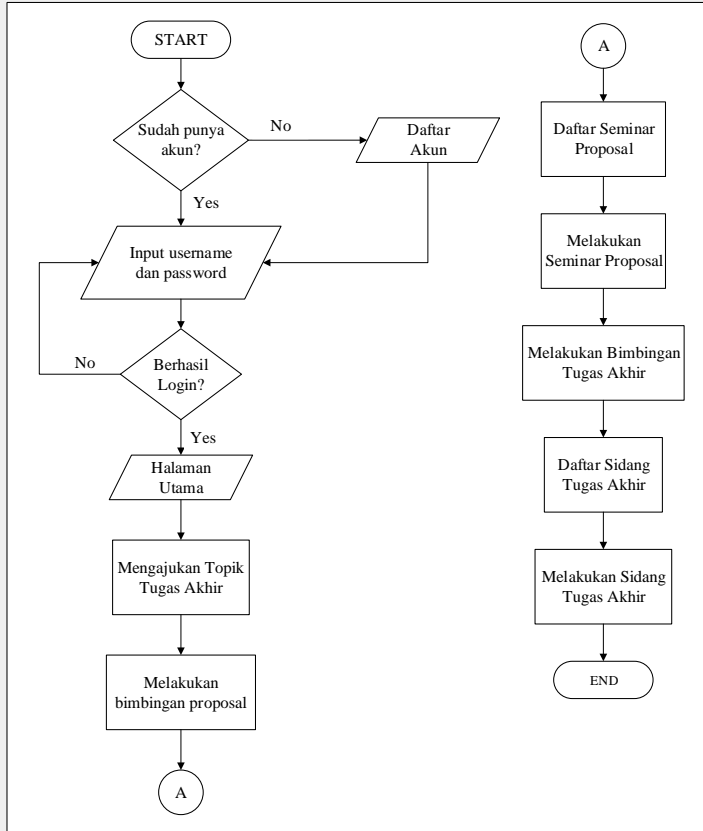 START
Sudah punya
akun?
No
Daftar
Akun
Yes
Input username
dan password
Berhasil
Login?
No
Yes
Halaman
Utama
Mengajukan Topik
Tugas Akhir
Melakukan
bimbingan proposal
A
A
Daftar Seminar
Proposal
Melakukan
Seminar Proposal
Melakukan Bimbingan
Tugas Akhir
Daftar Sidang
Tugas Akhir
Melakukan Sidang
Tugas Akhir
END